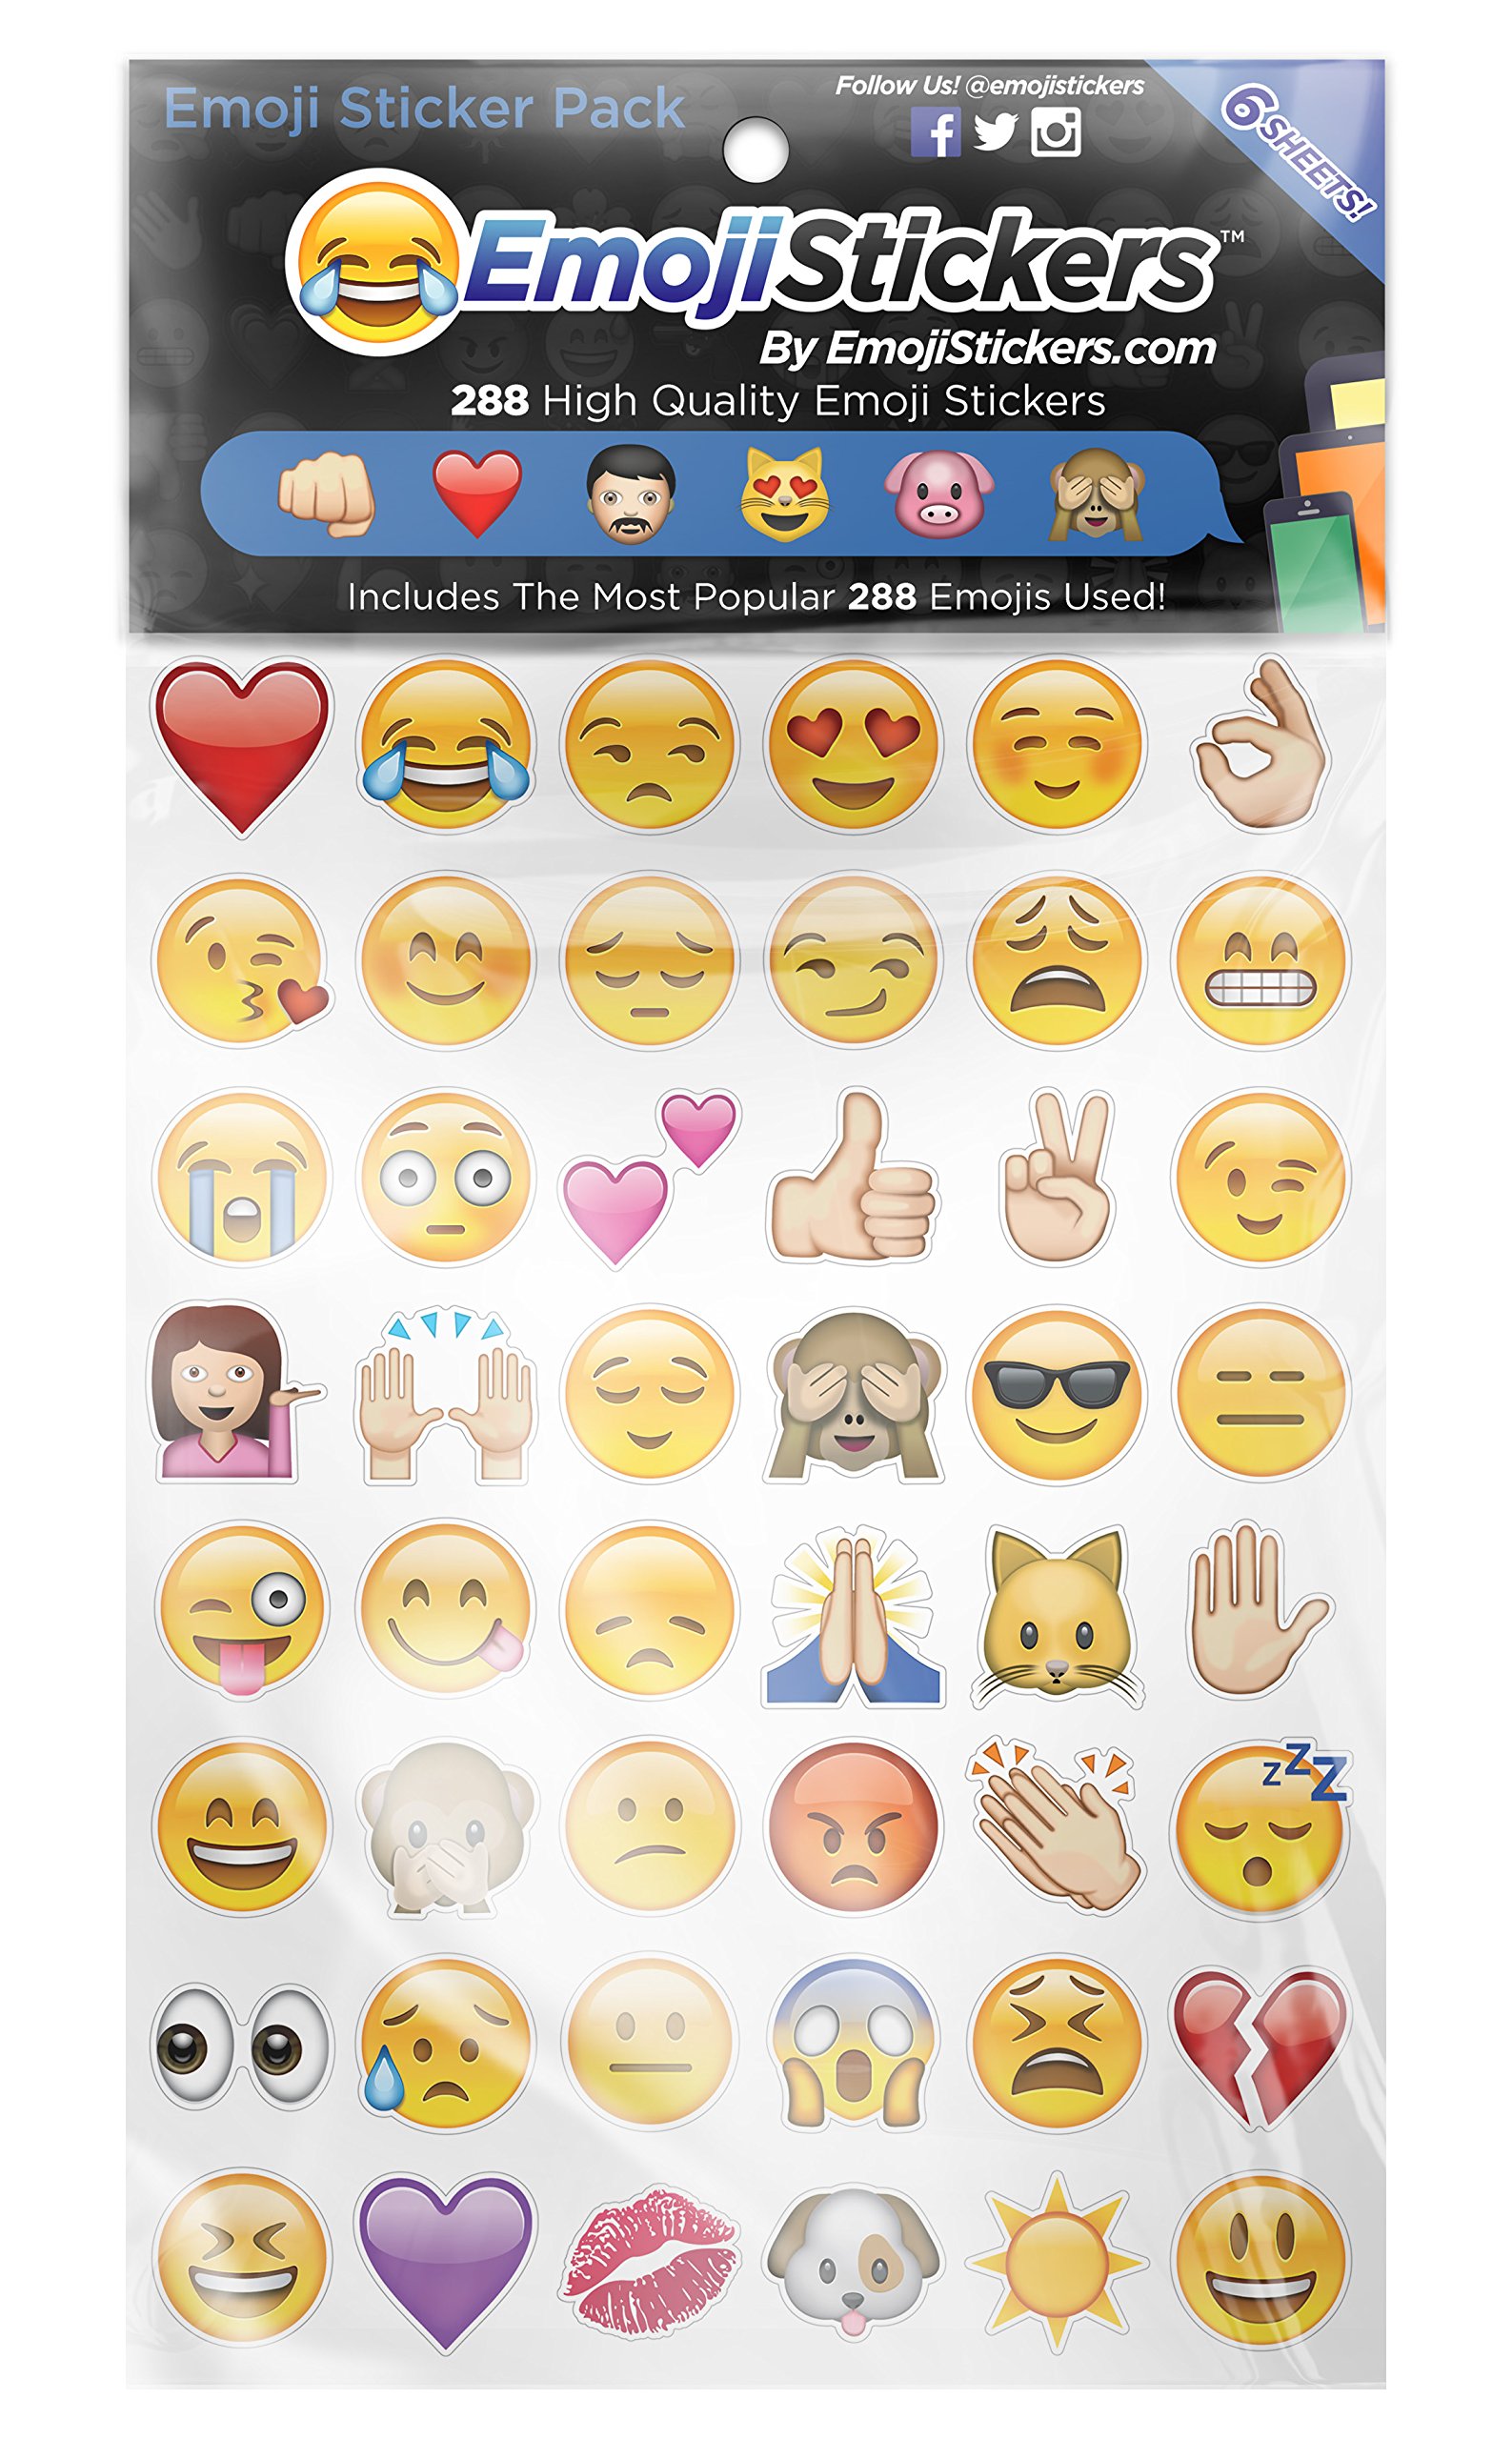 Emoji Sticker Pack
Follow Us! @emojistickers
6 SHEETS!
EmojiStickers™
By EmojiStickers.com
288 High Quality Emoji Stickers
Includes The Most Popular 288 Emojis Used!
zZZ